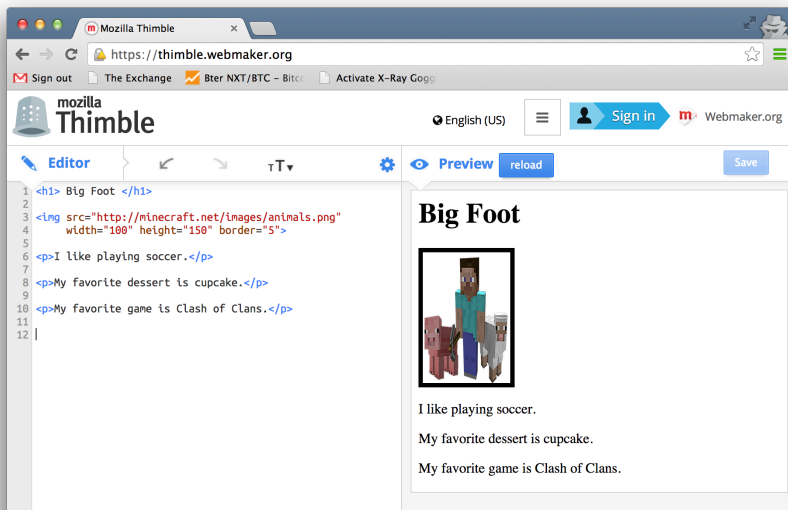 Mozilla Thimble
https://thimble.webmaker.org
Sign out The Exchange Bter NXT/BTC - Bitc Activate X-Ray Gogg
mozilla
Thimble
English (US)
Sign in
m Webmaker.org
Editor
TT
Preview
reload
Save
1 <h1> Big Foot </h1>
2
3 <img src="http://minecraft.net/images/animals.png"
4 width="100" height="150" border="5">
5
6 <p>I like playing soccer.</p>
7
8 <p>My favorite dessert is cupcake.</p>
9
10 <p>My favorite game is Clash of Clans.</p>
11
12
Big Foot
I like playing soccer.
My favorite dessert is cupcake.
My favorite game is Clash of Clans.